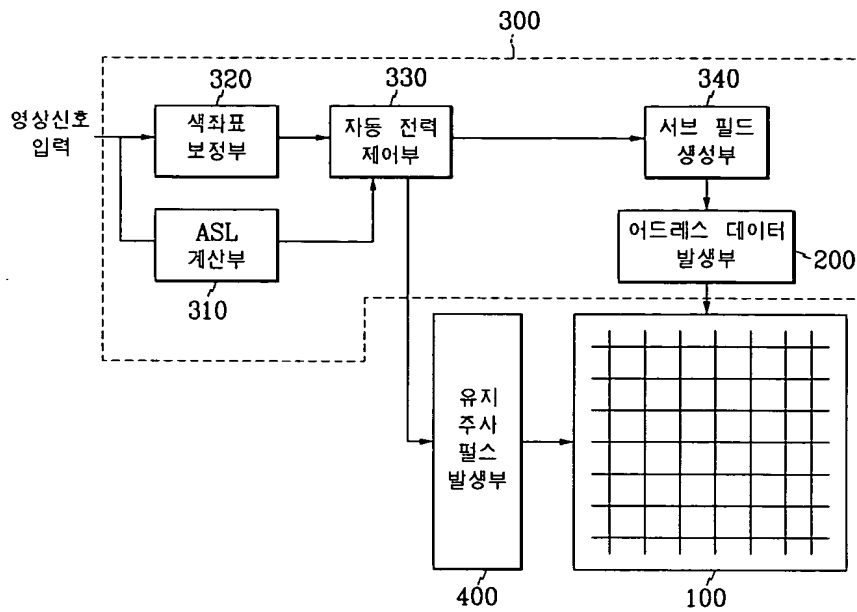 300
320
330
340
영상신호
입력
색좌표
보정부
자동 전력
제어부
서브 필드
생성부
ASL
계산부
310
어드레스 데이터
발생부
200
유지
주사
펄스
발생부
400
100